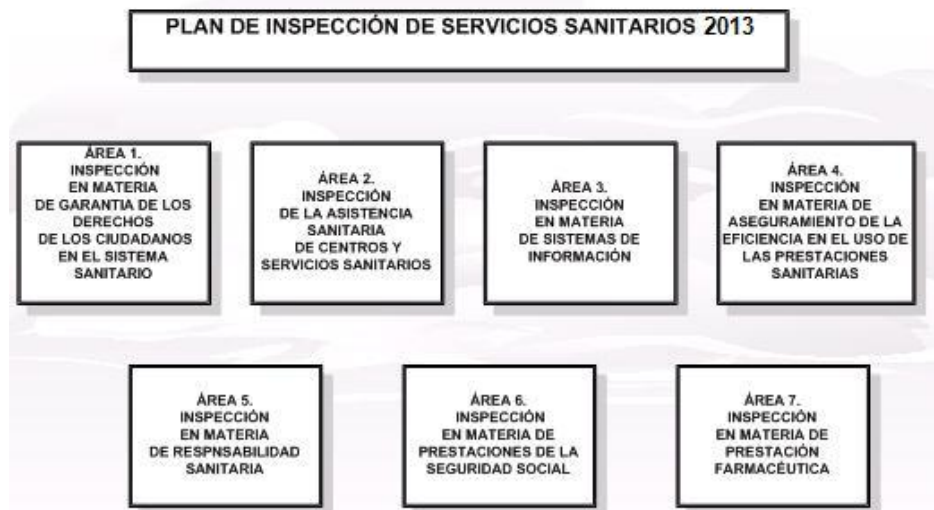 PLAN DE INSPECCIÓN DE SERVICIOS SANITARIOS 2013
ÁREA 1.
INSPECCIÓN
EN MATERIA
DE GARANTIA DE LOS
DERECHOS
DE LOS CIUDADANOS
EN EL SISTEMA
SANITARIO
ÁREA 2.
INSPECCIÓN
DE LA ASISTENCIA
SANITARIA
DE CENTROS Y
SERVICIOS SANITARIOS
ÁREA 3.
INSPECCIÓN
EN MATERIA
DE SISTEMAS DE
INFORMACIÓN
ÁREA 4.
INSPECCIÓN
EN MATERIA DE
ASEGURAMIENTO DE LA
EFICIENCIA EN EL USO DE
LAS PRESTACIONES
SANITARIAS
ÁREA 5.
INSPECCIÓN
EN MATERIA
DE RESPNSABILIDAD
SANITARIA
ÁREA 6.
INSPECCIÓN
EN MATERIA DE
PRESTACIONES DE LA
SEGURIDAD SOCIAL
ÁREA 7.
INSPECCIÓN
EN MATERIA DE
PRESTACIÓN
FARMACÉUTICA